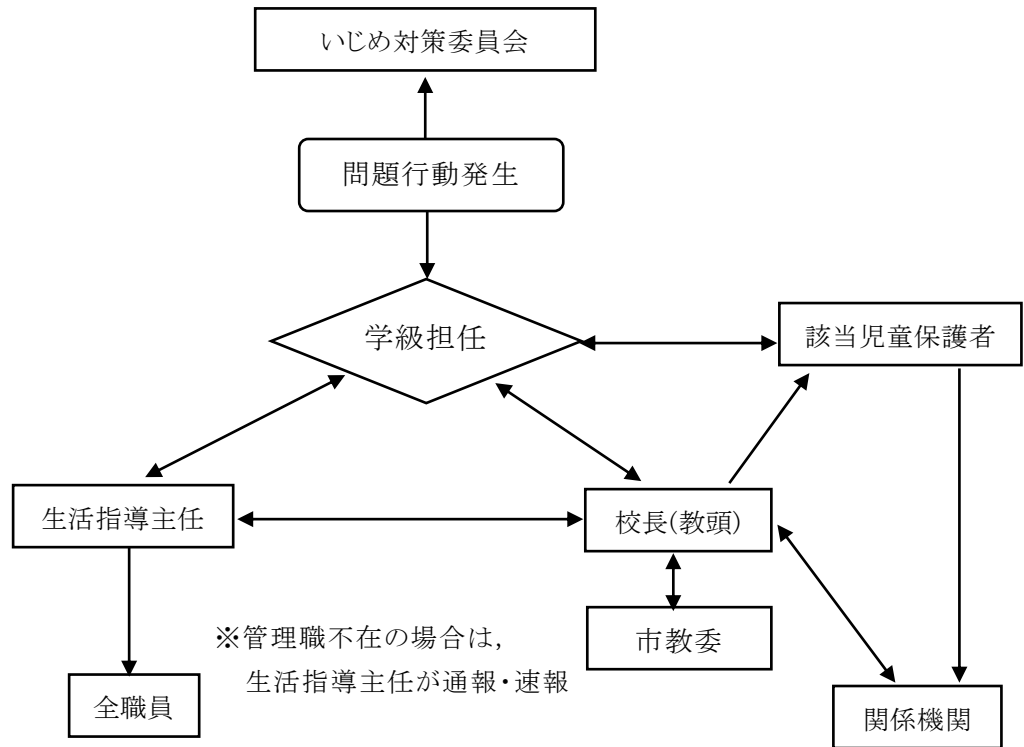 いじめ対策委員会
問題行動発生
学級担任
該当児童保護者
生活指導主任
校長(教頭)
※管理職不在の場合は,
生活指導主任が通報・速報
市教委
全職員
関係機関